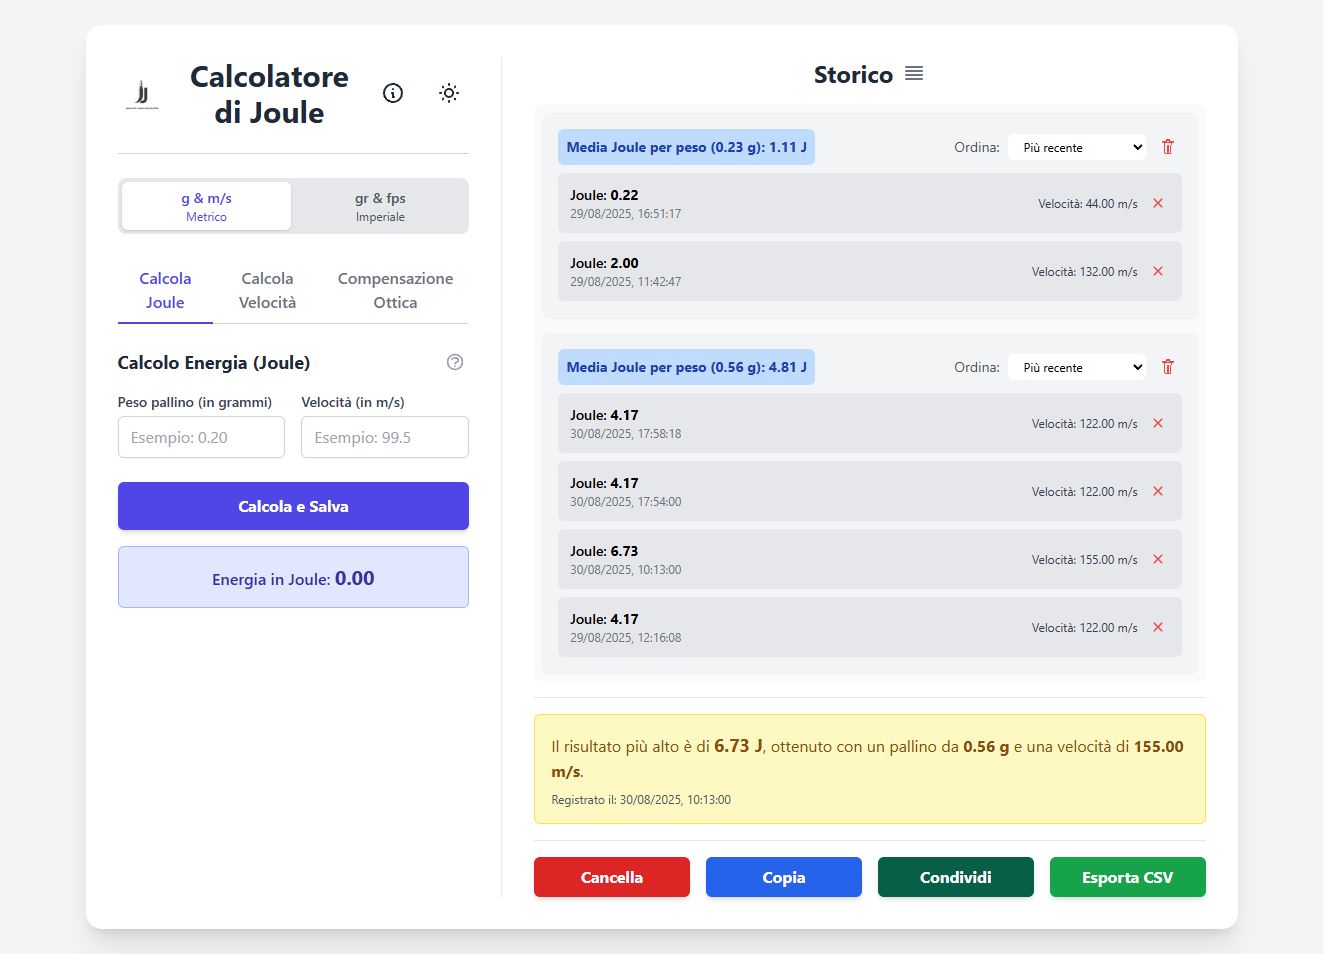 Calcolatore
di Joule
g & m/s
Metrico
gr & fps
Imperiale
Calcola
Joule
Calcola
Velocità
Compensazione
Ottica
Calcolo Energia (Joule)
Peso pallino (in grammi)
Velocità (in m/s)
Esempio: 0.20
Esempio: 99.5
Calcola e Salva
Energia in Joule: 0.00
Storico
Media Joule per peso (0.23 g): 1.11 J
Ordina: Più recente
Joule: 0.22
29/08/2025, 16:51:17
Velocità: 44.00 m/s
Joule: 2.00
29/08/2025, 11:42:47
Velocità: 132.00 m/s
Media Joule per peso (0.56 g): 4.81 J
Ordina: Più recente
Joule: 4.17
30/08/2025, 17:58:18
Velocità: 122.00 m/s
Joule: 4.17
30/08/2025, 17:54:00
Velocità: 122.00 m/s
Joule: 6.73
30/08/2025, 10:13:00
Velocità: 155.00 m/s
Joule: 4.17
29/08/2025, 12:16:08
Velocità: 122.00 m/s
Il risultato più alto è di 6.73 J, ottenuto con un pallino da 0.56 g e una velocità di 155.00
m/s.
Registrato il: 30/08/2025, 10:13:00
Cancella
Copia
Condividi
Esporta CSV